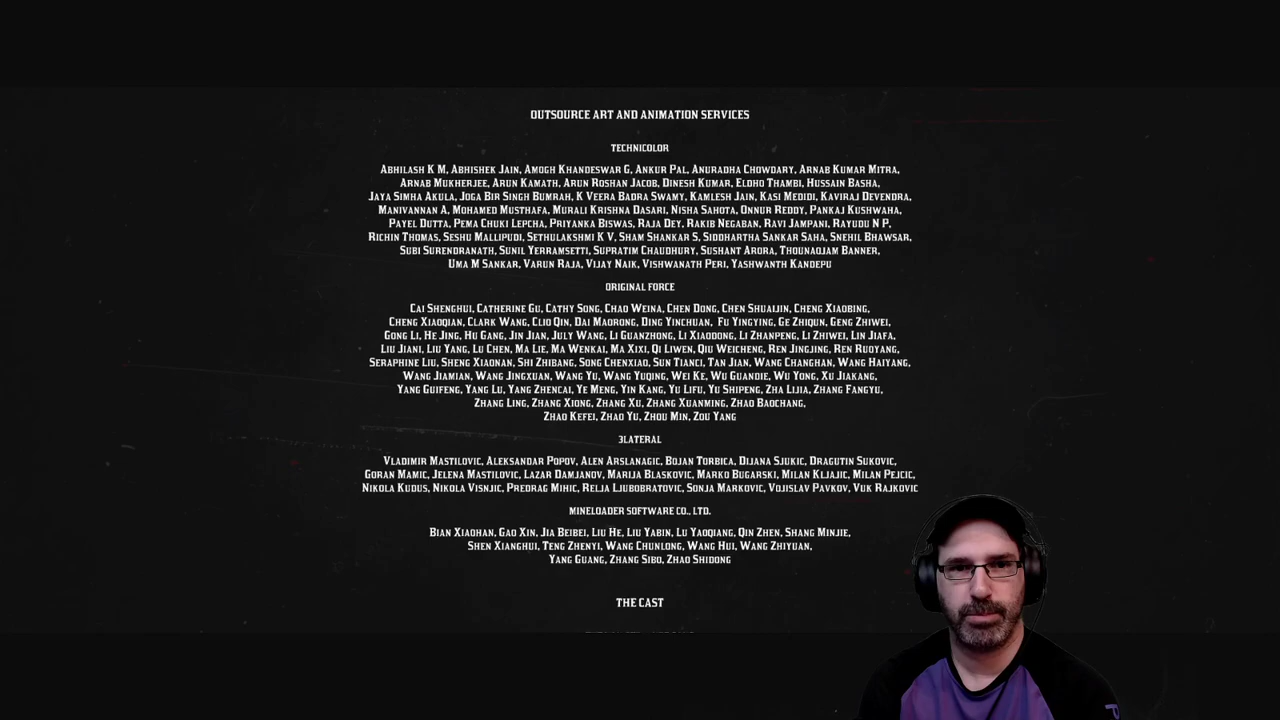 OUTSOURCE ART AND ANIMATION SERVICES
TECHNICOLOR
ABHILASH K M, ABHISHEK JAIN, AMOGH KHANDESWAR G, ANKUR PAL, ANURADHA CHOWDARY, ARNAB KUMAR MITRA,
ARNAB MUKHERJEE, ARUN KAMATH, ARUN ROSHAN JACOB, DINESH KUMAR, ELDHO THAMBI, HUSSAIN BASHA,
JAYA SIMHA AKULA, JOGA BIR SINGH BUMRAH, K VEERA BADRA SWAMY, KAMLESH JAIN, KASI MEDIDI, KAVIRAJ DEVENDRA,
MANIVANNAN A, MOHAMED MUSTHAFA, MURALI KRISHNA DASARI, NISHA SAHOTA, ONNUR REDDY, PANKAJ KUSHWAHA,
PAYEL DUTTA, PEMA CHUKI LEPCHA, PRIYANKA BISWAS, RAJA DEY, RAKIB NEGABAN, RAVI JAMPANI, RAYUDU N P,
RICHIN THOMAS, SESHU MALLIPUDI, SETHULAKSHMI K V, SHAM SHANKAR S, SIDDHARTHA SANKAR SAHA, SNEHIL BHAWSAR,
SUBI SURENDRANATH, SUNIL YERRAMSETTI, SUPRATIM CHAUDHURY, SUSHANT ARORA, THOUNAOJAM BANNER,
UMA M SANKAR, VARUN RAJA, VIJAY NAIK, VISHWANATH PERI, YASHWANTH KANDEPU
ORIGINAL FORCE
CAI SHENGHUI, CATHERINE GU, CATHY SONG, CHAO WEINA, CHEN DONG, CHEN SHUAIJIN, CHENG XIAOBING,
CHENG XIAOQIAN, CLARK WANG, CLIO QIN, DAI MAORONG, DING YINCHUAN, FU YINGYING, GE ZHIQUN, GENG ZHIWEI,
GONG LI, HE JING, HU GANG, JIN JIAN, JULY WANG, LI GUANZHONG, LI XIAODONG, LI ZHANPENG, LI ZHIWEI, LIN JIAFA,
LIU JIANI, LIU YANG, LU CHEN, MA LIE, MA WENKAI, MA XIXI, QI LIWEN, QIU WEICHENG, REN JINGJING, REN RUOYANG,
SERAPHINE LIU, SHENG XIAONAN, SHI ZHIBANG, SONG CHENXIAO, SUN TIANCI, TAN JIAN, WANG CHANGHAN, WANG HAIYANG,
WANG JIAMIAN, WANG JINGXUAN, WANG YU, WANG YUQING, WEI KE, WU GUANDIE, WU YONG, XU JIAKANG,
YANG GUIFENG, YANG LU, YANG ZHENCAI, YE MENG, YIN KANG, YU LIFU, YU SHIPENG, ZHA LIJIA, ZHANG FANGYU,
ZHANG LING, ZHANG XIONG, ZHANG XU, ZHANG XUANMING, ZHAO BAOCHANG,
ZHAO KEFEI, ZHAO YU, ZHOU MIN, ZOU YANG
3LATERAL
VLADIMIR MASTILOVIC, ALEKSANDAR POPOV, ALEN ARSLANAGIC, BOJAN TORBICA, DIJANA SJUKIC, DRAGUTIN SUKOVIC,
GORAN MAMIC, JELENA MASTILOVIC, LAZAR DAMJANOV, MARIJA BLASKOVIC, MARKO BUGARSKI, MILAN KLJAJIC, MILAN PEJCIC,
NIKOLA KUDUS, NIKOLA VISNJIC, PREDRAG MIHIC, RELJA LJUBOBRATOVIC, SONJA MARKOVIC, VOJISLAV PAVKOV, VUK RAJKOVIC
MINELOADER SOFTWARE CO., LTD.
BIAN XIAOHAN, GAO XIN, JIA BEIBEI, LIU HE, LIU YABIN, LU YAOQIANG, QIN ZHEN, SHANG MINJIE,
SHEN XIANGHUI, TENG ZHENYI, WANG CHUNLONG, WANG HUI, WANG ZHIYUAN,
YANG GUANG, ZHANG SIBO, ZHAO SHIDONG
THE CAST